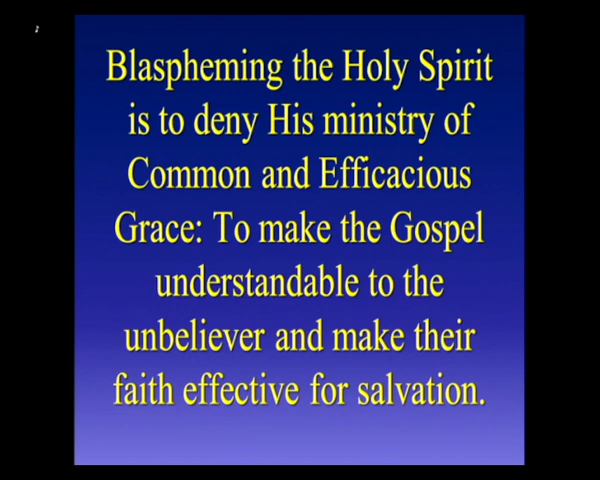 Blaspheming the Holy Spirit
is to deny His ministry of
Common and Efficacious
Grace: To make the Gospel
understandable to the
unbeliever and make their
faith effective for salvation.